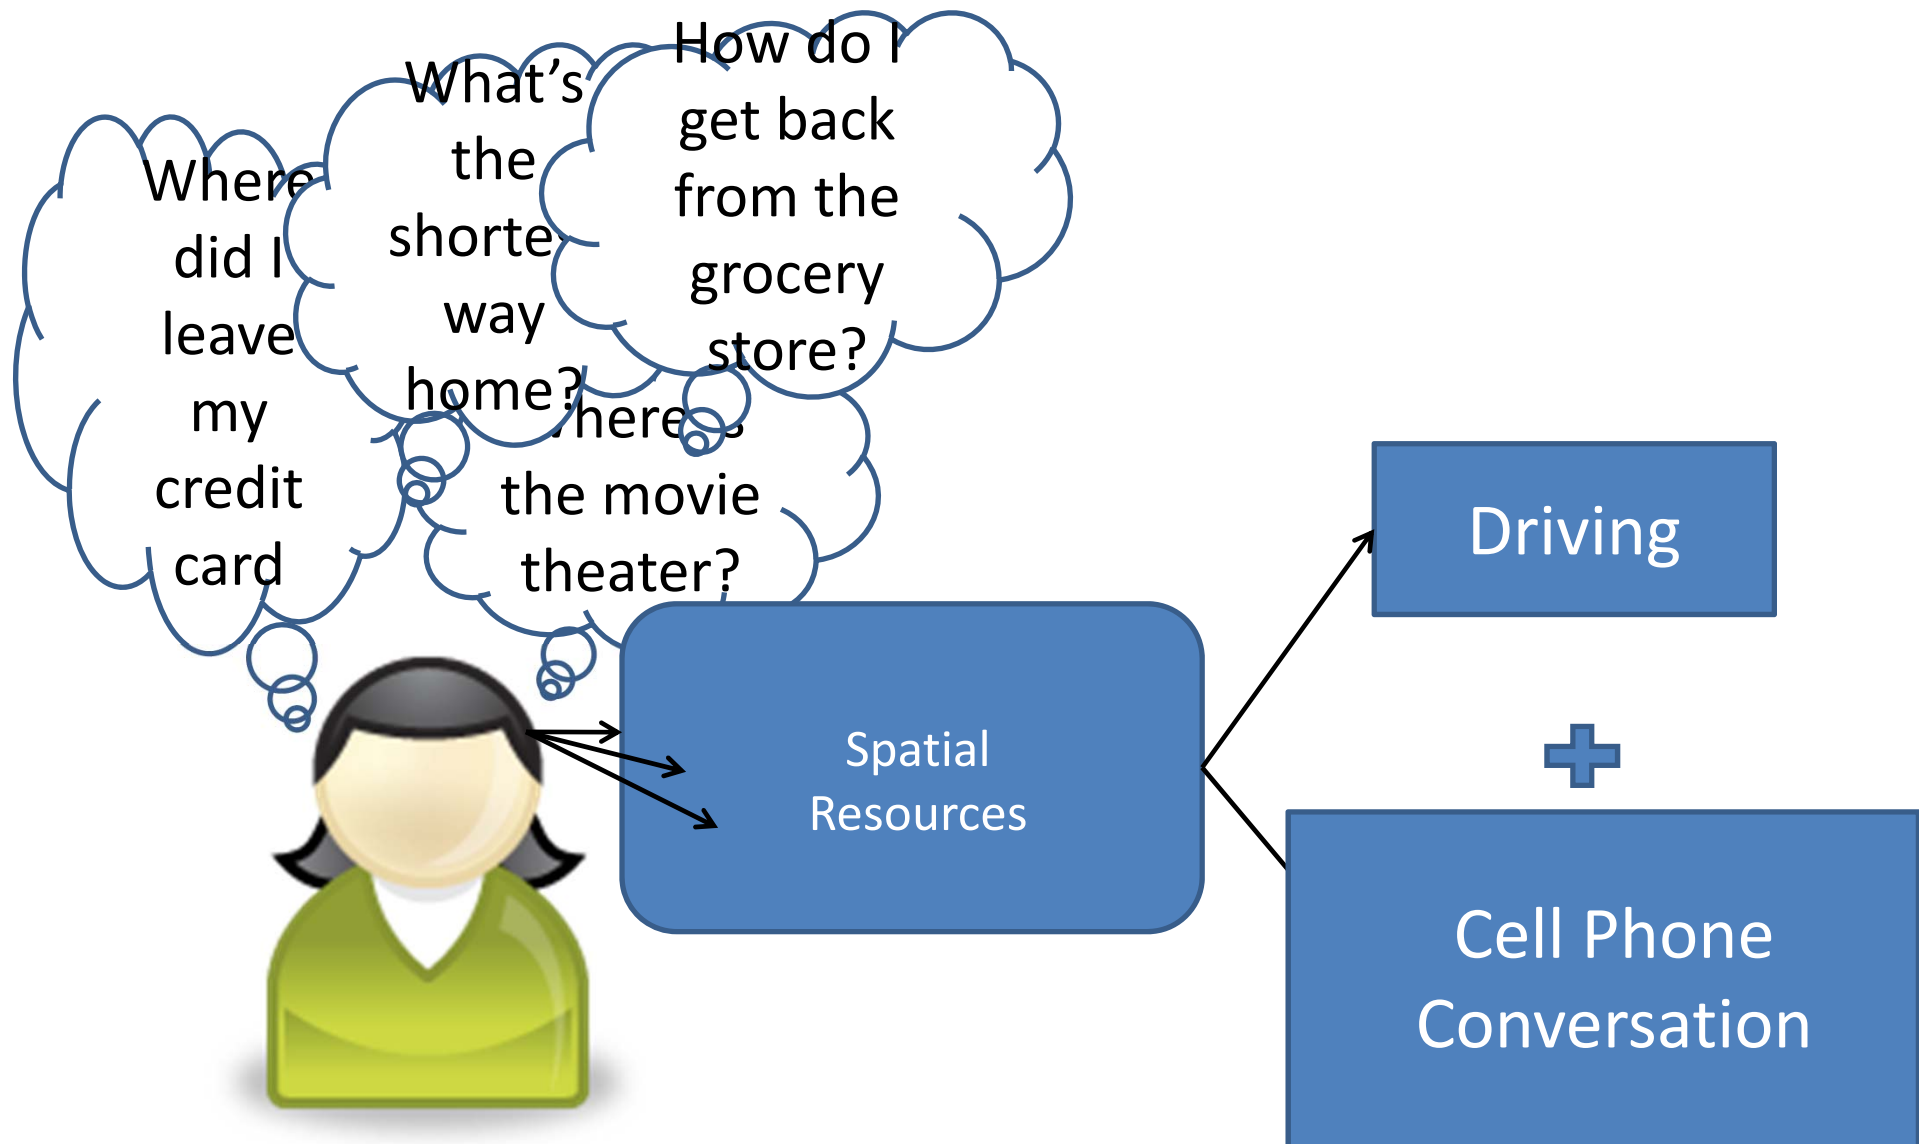 Where
did I
leave
my
credit
card
What's
the
way
home?
How do I
get back
from the
grocery
store?
the movie
theater?
Spatial
Resources
Driving
Cell Phone
Conversation